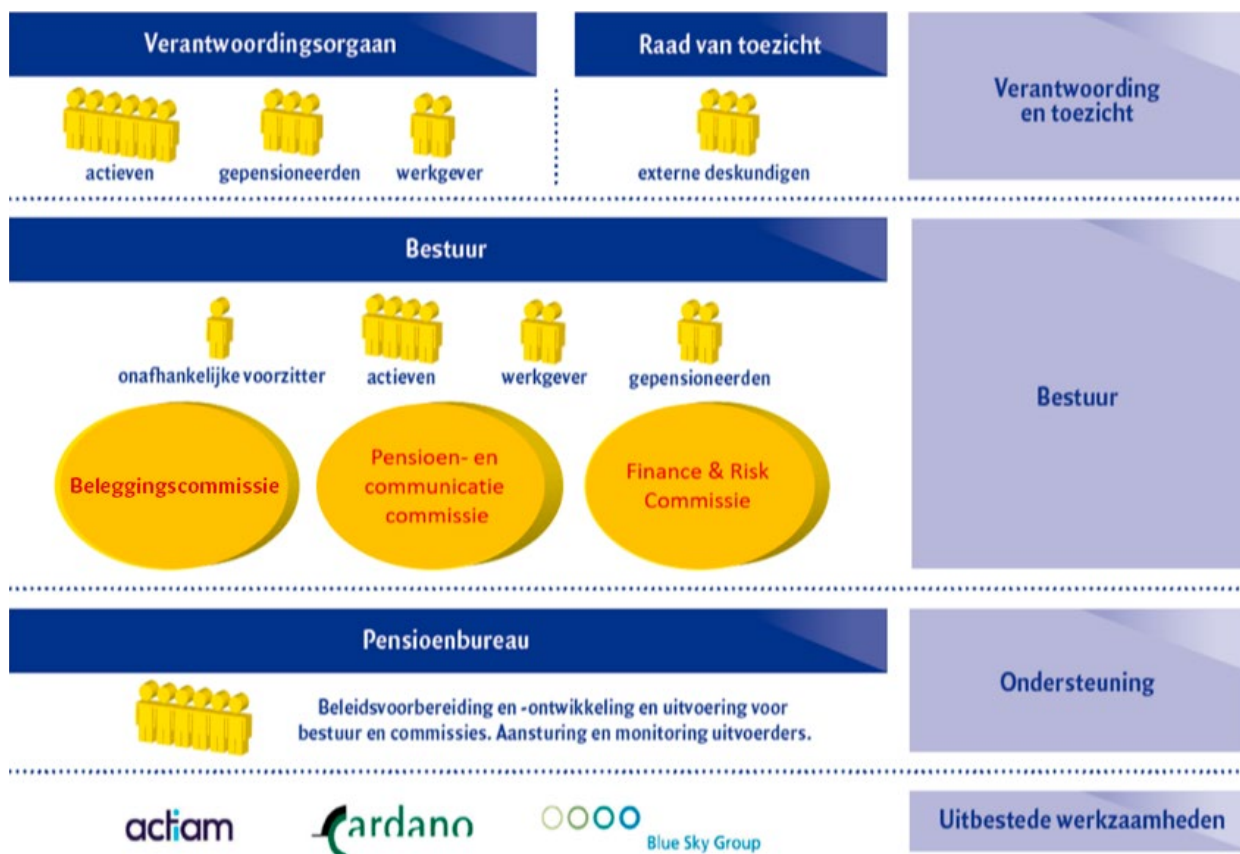 Verantwoordingsorgaan
Raad van toezicht
Verantwoording
en toezicht
actieven
gepensioneerden
werkgever
externe deskundigen
Bestuur
onafhankelijke voorzitter
actieven
werkgever
gepensioneerden
Bestuur
Beleggingscommissie
Pensioen- en
communicatie
commissie
Finance & Risk
Commissie
Pensioenbureau
Beleidsvoorbereiding en -ontwikkeling en uitvoering voor
bestuur en commissies. Aansturing en monitoring uitvoerders.
Ondersteuning
actiam
Cardano
Blue Sky Group
Uitbestede werkzaamheden